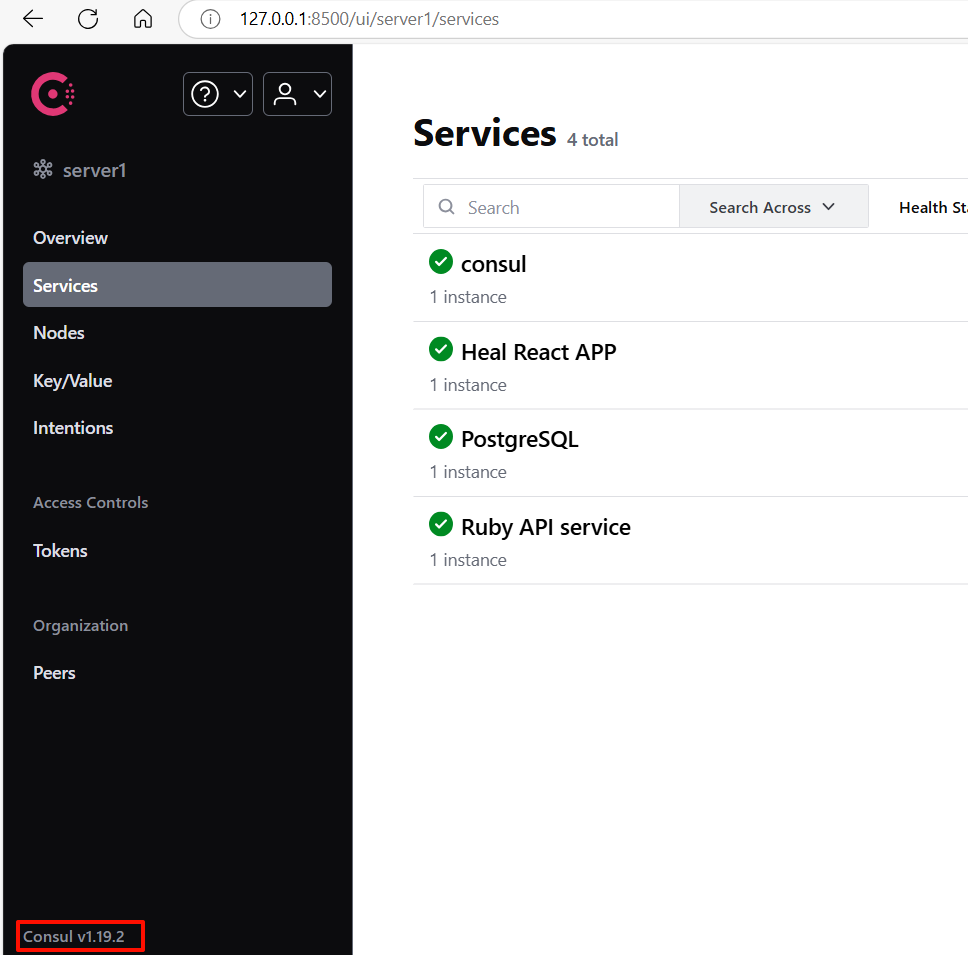 127.0.0.1:8500/ui/server1/services
server1
Overview
Services
Nodes
Key/Value
Intentions
Access Controls
Tokens
Organization
Peers
Consul v1.19.2
Services 4 total
Search Search Across Health Sta
consul
1 instance
Heal React APP
1 instance
PostgreSQL
1 instance
Ruby API service
1 instance